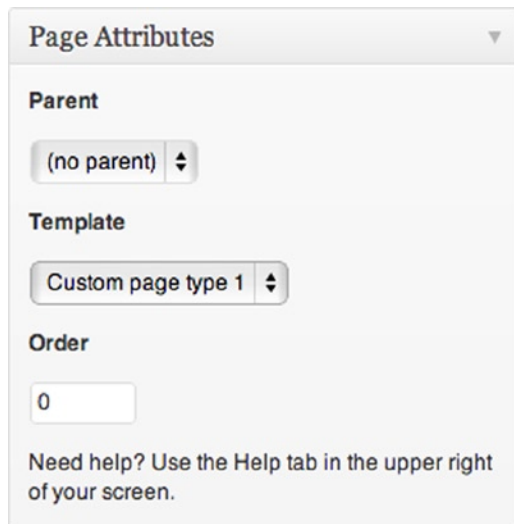 Page Attributes
Parent
(no parent)
Template
Custom page type 1
Order
0
Need help? Use the Help tab in the upper right
of your screen.